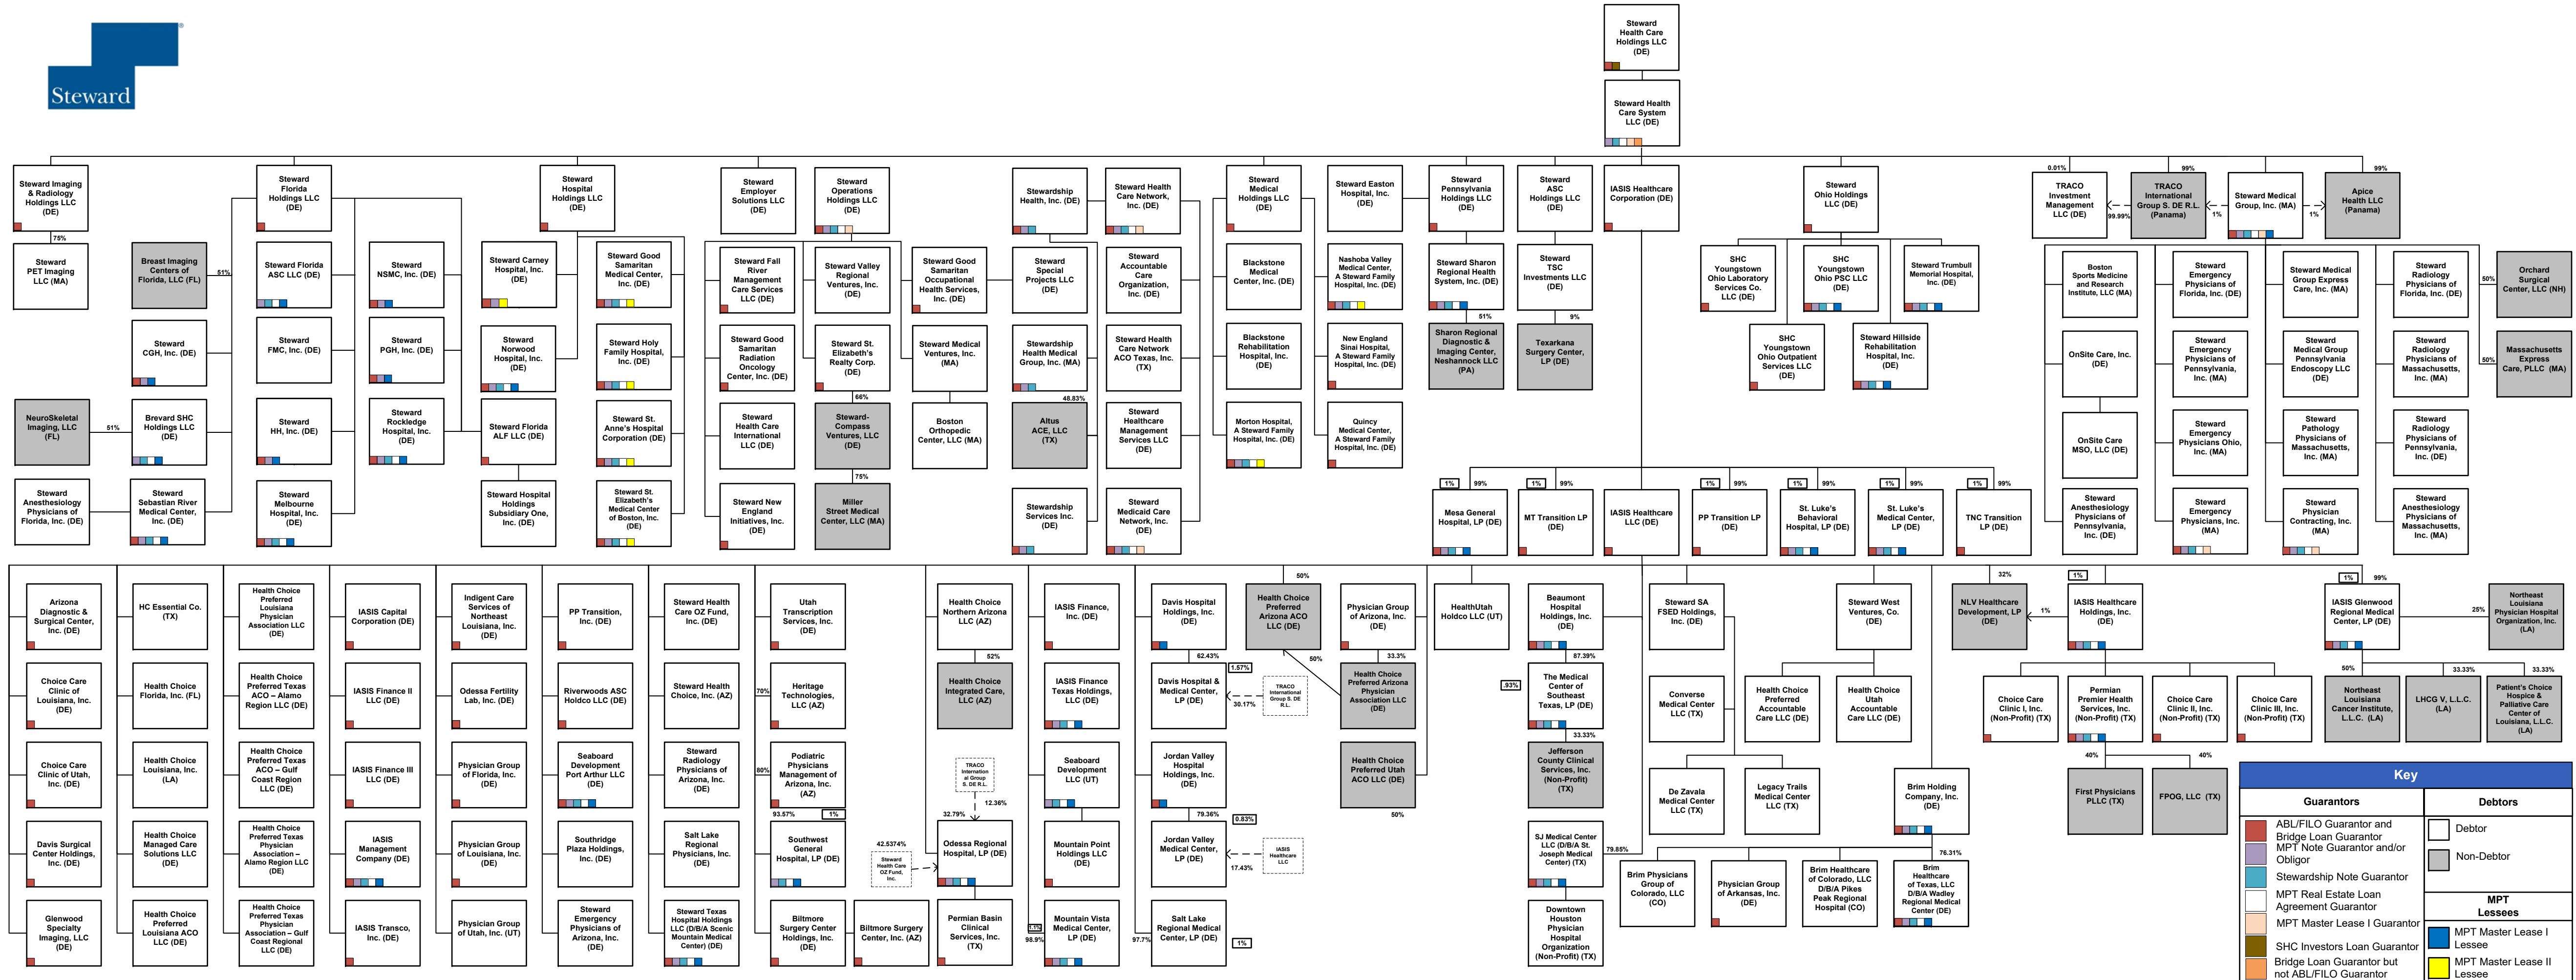 Steward
®
Steward
Health Care
Holdings LLC
(DE)
Steward Health
Care System
LLC (DE)
Steward Imaging
& Radiology
Holdings LLC
(DE)
75%
Steward
PET Imaging
LLC (MA)
Breast Imaging
Centers of
Florida, LLC (FL)
51%
Steward
CGH, Inc. (DE)
NeuroSkeletal
Imaging, LLC
(FL)
51%
Brevard SHC
Holdings LLC
(DE)
Steward
Anesthesiology
Physicians of
Florida, Inc. (DE)
Steward
Sebastian River
Medical Center,
Inc. (DE)
Steward
Florida
Holdings LLC
(DE)
Steward Florida
ASC LLC (DE)
Steward
FMC, Inc. (DE)
Steward
HH, Inc. (DE)
Steward
Melbourne
Hospital, Inc.
(DE)
Steward
NSMC, Inc. (DE)
Steward
PGH, Inc. (DE)
Steward
Rockledge
Hospital, Inc.
(DE)
Steward
Hospital
Holdings LLC
(DE)
Steward Carney
Hospital, Inc.
(DE)
Steward
Norwood
Hospital, Inc.
(DE)
Steward Florida
ALF LLC (DE)
Steward Hospital
Holdings
Subsidiary One,
Inc. (DE)
Steward Good
Samaritan
Medical Center,
Inc. (DE)
Steward Holy
Family Hospital,
Inc. (DE)
Steward St.
Anne's Hospital
Corporation (DE)
Steward St.
Elizabeth's
Medical Center
of Boston, Inc.
(DE)
Steward
Employer
Solutions LLC
(DE)
Steward
Operations
Holdings LLC
(DE)
Steward Fall
River
Management
Care Services
LLC (DE)
Steward Good
Samaritan
Radiation
Oncology
Center, Inc. (DE)
Steward
Health Care
International
LLC (DE)
Steward New
England
Initiatives, Inc.
(DE)
Steward Valley
Regional
Ventures, Inc.
(DE)
Steward St.
Elizabeth's
Realty Corp.
(DE)
66%
Steward-
Compass
Ventures, LLC
(DE)
75%
Miller
Street Medical
Center, LLC (MA)
Steward Good
Samaritan
Occupational
Health Services,
Inc. (DE)
Steward Medical
Ventures, Inc.
(MA)
Boston
Orthopedic
Center, LLC (MA)
Stewardship
Health, Inc. (DE)
Steward
Special
Projects LLC
(DE)
Stewardship
Health Medical
Group, Inc. (MA)
48.83%
Altus
ACE, LLC
(TX)
Stewardship
Services Inc.
(DE)
Steward Health
Care Network,
Inc. (DE)
Steward
Accountable
Care
Organization,
Inc. (DE)
Steward Health
Care Network
ACO Texas, Inc.
(TX)
Steward
Healthcare
Management
Services LLC
(DE)
Steward
Medicaid Care
Network, Inc.
(DE)
Steward
Medical
Holdings LLC
(DE)
Blackstone
Medical
Center, Inc. (DE)
Blackstone
Rehabilitation
Hospital, Inc.
(DE)
Morton Hospital,
A Steward Family
Hospital, Inc. (DE)
Steward Easton
Hospital, Inc.
(DE)
Nashoba Valley
Medical Center,
A Steward Family
Hospital, Inc. (DE)
New England
Sinai Hospital,
A Steward Family
Hospital, Inc. (DE)
Quincy
Medical Center,
A Steward Family
Hospital, Inc. (DE)
Steward
Pennsylvania
Holdings LLC
(DE)
Steward Sharon
Regional Health
System, Inc. (DE)
51%
Sharon Regional
Diagnostic &
Imaging Center,
Neshannock LLC
(PA)
Steward
ASC
Holdings LLC
(DE)
Steward
TSC
Investments LLC
(DE)
9%
Texarkana
Surgery Center,
LP (DE)
IASIS Healthcare
Corporation (DE)
Steward
Ohio Holdings
LLC (DE)
SHC
Youngstown
Ohio Laboratory
Services Co.
LLC (DE)
SHC
Youngstown
Ohio PSC LLC
(DE)
Steward Trumbull
Memorial Hospital,
Inc. (DE)
SHC
Youngstown
Ohio Outpatient
Services LLC
(DE)
Steward Hillside
Rehabilitation
Hospital, Inc.
(DE)
0.01%
TRACO
Investment
Management
LLC (DE)
99.99%
99%
TRACO
International
Group S. DE R.L.
(Panama)
1%
Steward Medical
Group, Inc. (MA)
1%
99%
Apice
Health LLC
(Panama)
Boston
Sports Medicine
and Research
Institute, LLC (MA)
OnSite Care, Inc.
(DE)
OnSite Care
MSO, LLC (DE)
Steward
Anesthesiology
Physicians of
Pennsylvania,
Inc. (DE)
Steward
Emergency
Physicians of
Florida, Inc. (DE)
Steward
Emergency
Physicians of
Pennsylvania,
Inc. (MA)
Steward
Emergency
Physicians Ohio,
Inc. (MA)
Steward
Emergency
Physicians, Inc.
(MA)
Steward Medical
Group Express
Care, Inc. (MA)
Steward
Medical Group
Pennsylvania
Endoscopy LLC
(DE)
Steward
Pathology
Physicians of
Massachusetts,
Inc. (MA)
Steward
Physician
Contracting, Inc.
(MA)
Steward
Radiology
Physicians of
Florida, Inc. (DE)
Steward
Radiology
Physicians of
Massachusetts,
Inc. (MA)
Steward
Radiology
Physicians of
Pennsylvania,
Inc. (DE)
Steward
Anesthesiology
Physicians of
Massachusetts,
Inc. (MA)
50%
Orchard
Surgical
Center, LLC (NH)
50%
Massachusetts
Express
Care, PLLC (MA)
1%
99%
Mesa General
Hospital, LP (DE)
1%
99%
MT Transition LP
(DE)
IASIS Healthcare
LLC (DE)
1%
99%
PP Transition LP
(DE)
1%
99%
St. Luke's
Behavioral
Hospital, LP (DE)
1%
99%
St. Luke's
Medical Center,
LP (DE)
1%
99%
TNC Transition
LP (DE)
Arizona
Diagnostic &
Surgical Center,
Inc. (DE)
Choice Care
Clinic of
Louisiana, Inc.
(DE)
Choice Care
Clinic of Utah,
Inc. (DE)
Davis Surgical
Center Holdings,
Inc. (DE)
Glenwood
Specialty
Imaging, LLC
(DE)
HC Essential Co.
(TX)
Health Choice
Florida, Inc. (FL)
Health Choice
Louisiana, Inc.
(LA)
Health Choice
Managed Care
Solutions LLC
(DE)
Health Choice
Preferred
Louisiana ACO
LLC (DE)
Health Choice
Preferred
Louisiana
Physician
Association LLC
(DE)
Health Choice
Preferred Texas
ACO – Alamo
Region LLC (DE)
Health Choice
Preferred Texas
ACO – Gulf
Coast Region
LLC (DE)
Health Choice
Preferred Texas
Physician
Association –
Alamo Region LLC
(DE)
Health Choice
Preferred Texas
Physician
Association – Gulf
Coast Regional
LLC (DE)
IASIS Capital
Corporation (DE)
IASIS Finance II
LLC (DE)
IASIS Finance III
LLC (DE)
IASIS
Management
Company (DE)
IASIS Transco,
Inc. (DE)
Indigent Care
Services of
Northeast
Louisiana, Inc.
(DE)
Odessa Fertility
Lab, Inc. (DE)
Physician Group
of Florida, Inc.
(DE)
Physician Group
of Louisiana, Inc.
(DE)
Physician Group
of Utah, Inc. (UT)
PP Transition,
Inc. (DE)
Riverwoods ASC
Holdco LLC (DE)
Seaboard
Development
Port Arthur LLC
(DE)
Southridge
Plaza Holdings,
Inc. (DE)
Steward
Emergency
Physicians of
Arizona, Inc.
(DE)
Steward Health
Care OZ Fund,
Inc. (DE)
Steward Health
Choice, Inc. (AZ)
Steward
Radiology
Physicians of
Arizona, Inc.
(DE)
Salt Lake
Regional
Physicians, Inc.
(DE)
Steward Texas
Hospital Holdings
LLC (D/B/A Scenic
Mountain Medical
Center) (DE)
Utah
Transcription
Services, Inc.
(DE)
70%
Heritage
Technologies,
LLC (AZ)
80%
Podiatric
Physicians
Management of
Arizona, Inc.
(AZ)
93.57%
1%
Southwest
General
Hospital, LP (DE)
Biltmore
Surgery Center
Holdings, Inc.
(DE)
Biltmore Surgery
Center, Inc. (AZ)
Health Choice
Northern Arizona
LLC (AZ)
52%
Health Choice
Integrated Care,
LLC (AZ)
TRACO
Internation
al Group
S. DE R.L.
12.36%
32.79%
42.5374%
Steward
Health Care
OZ Fund,
Inc.
Odessa Regional
Hospital, LP (DE)
Permian Basin
Clinical
Services, Inc.
(TX)
IASIS Finance,
Inc. (DE)
IASIS Finance
Texas Holdings,
LLC (DE)
Seaboard
Development
LLC (UT)
Mountain Point
Holdings LLC
(DE)
1.1%
98.9%
Mountain Vista
Medical Center,
LP (DE)
Davis Hospital
Holdings, Inc.
(DE)
62.43%
1.57%
Davis Hospital &
Medical Center,
LP (DE)
30.17%
TRACO
International
Group S. DE
R.L.
Jordan Valley
Hospital
Holdings, Inc.
(DE)
79.36%
0.83%
Jordan Valley
Medical Center,
LP (DE)
17.43%
IASIS
Healthcare
LLC
97.7%
Salt Lake
Regional Medical
Center, LP (DE)
1%
50%
Health Choice
Preferred
Arizona ACO
LLC (DE)
50%
Physician Group
of Arizona, Inc.
(DE)
33.3%
Health Choice
Preferred Arizona
Physician
Association LLC
(DE)
Health Choice
Preferred Utah
ACO LLC (DE)
50%
HealthUtah
Holdco LLC (UT)
Beaumont
Hospital
Holdings, Inc.
(DE)
87.39%
.93%
The Medical
Center of
Southeast
Texas, LP (DE)
33.33%
Jefferson
County Clinical
Services, Inc.
(Non-Profit)
(TX)
SJ Medical Center
LLC (D/B/A St.
Joseph Medical
Center) (TX)
79.85%
Downtown
Houston
Physician
Hospital
Organization
(Non-Profit) (TX)
Steward SA
FSED Holdings,
Inc. (DE)
Converse
Medical Center
LLC (TX)
De Zavala
Medical Center
LLC (TX)
Legacy Trails
Medical Center
LLC (TX)
Steward West
Ventures, Co.
(DE)
Health Choice
Preferred
Accountable
Care LLC (DE)
Health Choice
Utah
Accountable
Care LLC (DE)
Brim Holding
Company, Inc.
(DE)
76.31%
Brim Physicians
Group of
Colorado, LLC
(CO)
Physician Group
of Arkansas, Inc.
(DE)
Brim Healthcare
of Colorado, LLC
D/B/A Pikes
Peak Regional
Hospital (CO)
Brim
Healthcare
of Texas, LLC
D/B/A Wadley
Regional Medical
Center (DE)
32%
NLV Healthcare
Development, LP
(DE)
1%
1%
IASIS Healthcare
Holdings, Inc.
(DE)
Choice Care
Clinic I, Inc.
(Non-Profit) (TX)
Permian
Premier Health
Services, Inc.
(Non-Profit) (TX)
Choice Care
Clinic II, Inc.
(Non-Profit) (TX)
Choice Care
Clinic III, Inc.
(Non-Profit) (TX)
40%
First Physicians
PLLC (TX)
40%
FPOG, LLC (TX)
1%
99%
IASIS Glenwood
Regional Medical
Center, LP (DE)
25%
Northeast
Louisiana
Physician Hospital
Organization, Inc.
(LA)
50%
Northeast
Louisiana
Cancer Institute,
L.L.C. (LA)
33.33%
LHCG V, L.L.C.
(LA)
33.33%
Patient's Choice
Hospice &
Palliative Care
Center of
Louisiana, L.L.C.
(LA)
Key
Guarantors
ABL/FILO Guarantor and
Bridge Loan Guarantor
MPT Note Guarantor and/or
Obligor
Stewardship Note Guarantor
MPT Real Estate Loan
Agreement Guarantor
MPT Master Lease I Guarantor
SHC Investors Loan Guarantor
Bridge Loan Guarantor but
not ABL/FILO Guarantor
Debtors
Debtor
Non-Debtor
MPT
Lessees
MPT Master Lease I
Lessee
MPT Master Lease II
Lessee